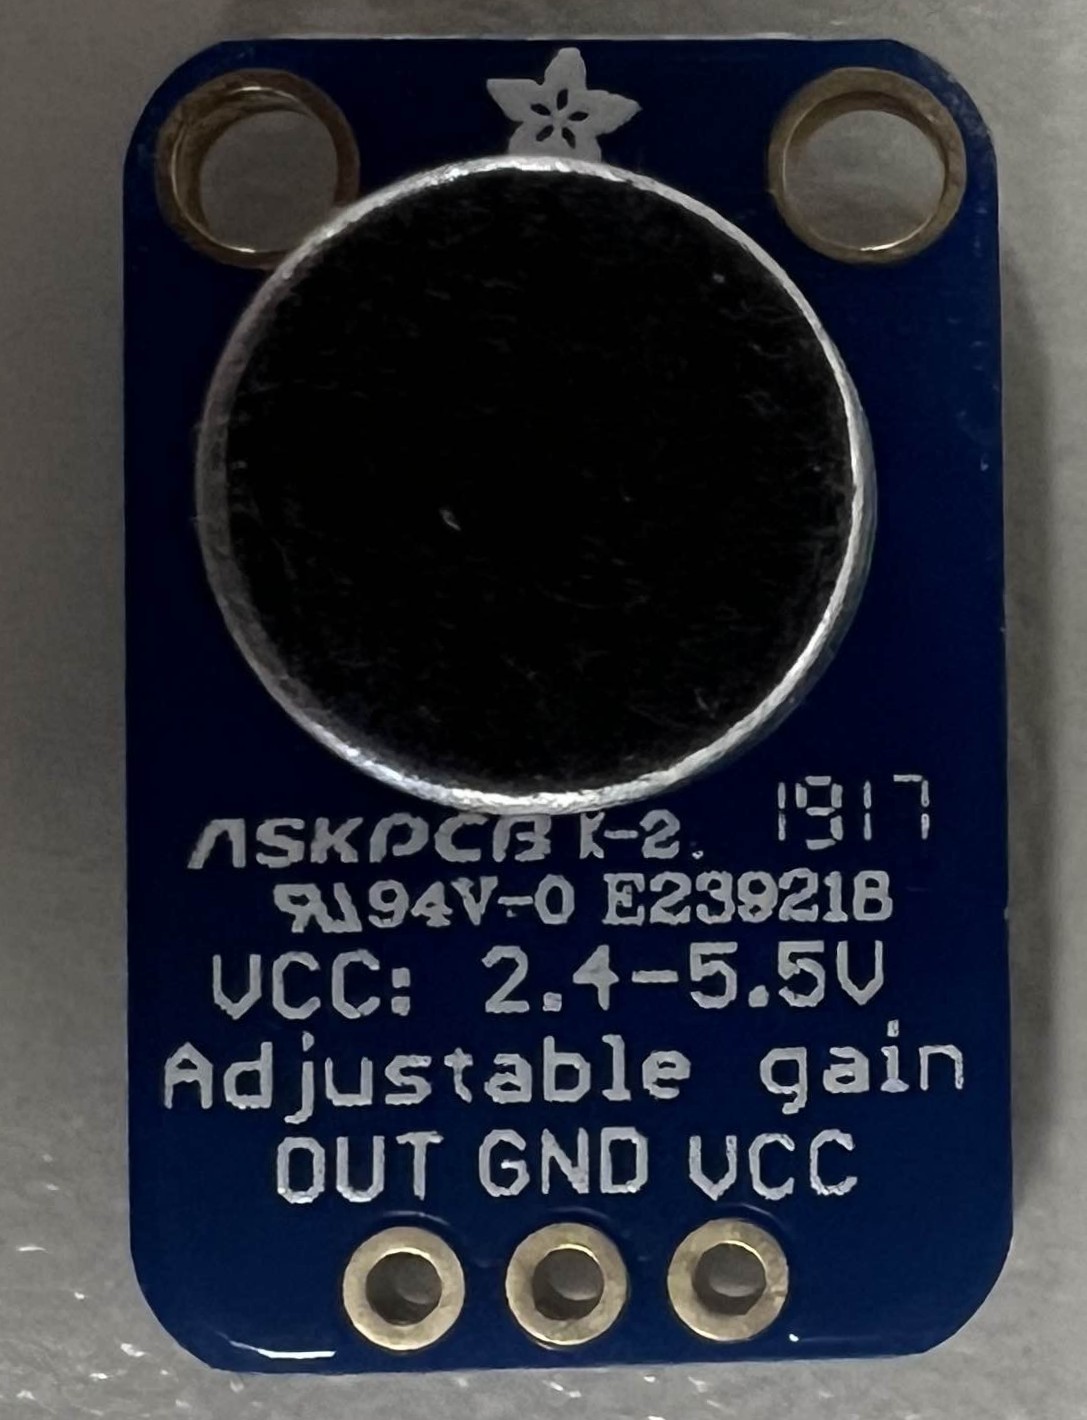 ASKPCB K-2. 1917
94V-0 E239218
VCC: 2.4-5.5V
Adjustable gain
OUT GND VCC